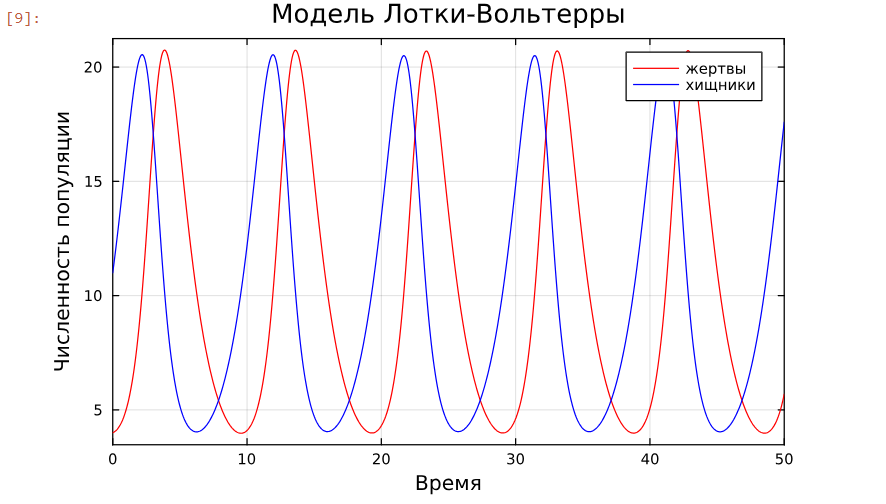 [9]:
Модель Лотки-Вольтерры
Численность популяции
20
15
10
5
жертвы
хищники
0 10 20 30 40 50
Время